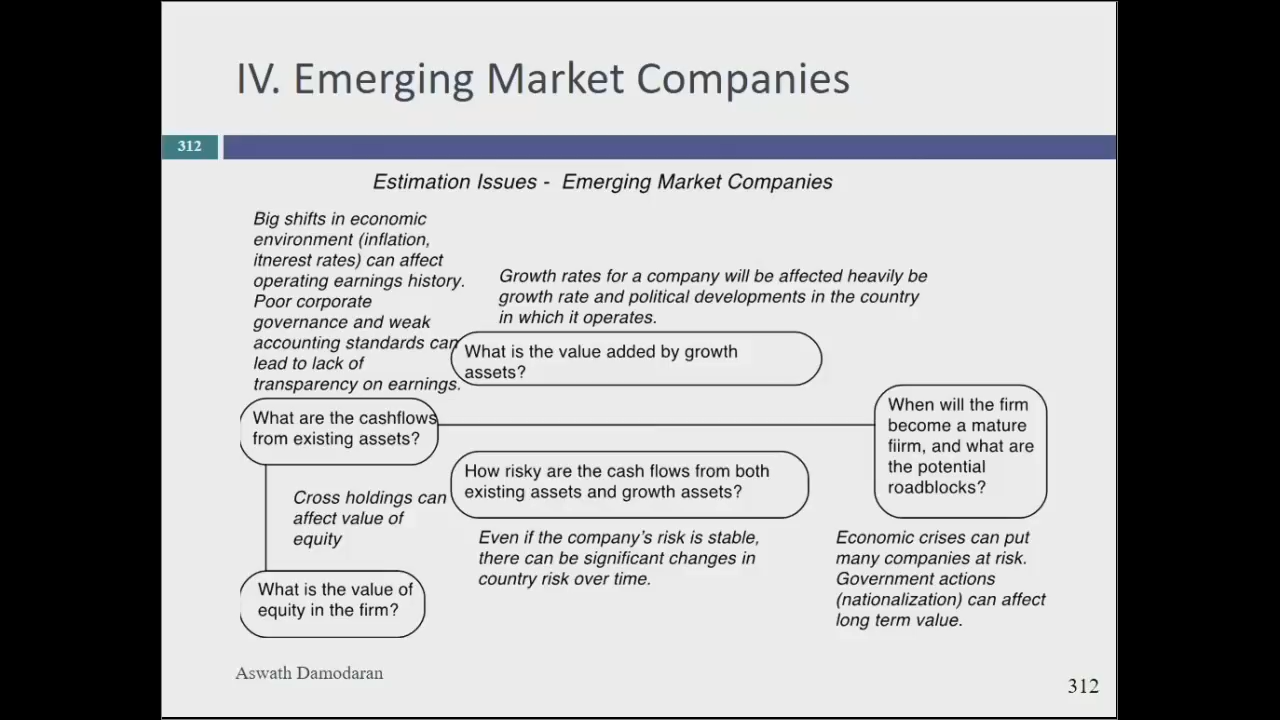 IV. Emerging Market Companies
312
Estimation Issues - Emerging Market Companies
Big shifts in economic
environment (inflation,
itnerest rates) can affect
operating earnings history.
Poor corporate
governance and weak
accounting standards can
lead to lack of
transparency on earnings.
Growth rates for a company will be affected heavily be
growth rate and political developments in the country
in which it operates.
What is the value added by growth
assets?
What are the cashflows
from existing assets?
When will the firm
become a mature
fiirm, and what are
the potential
roadblocks?
How risky are the cash flows from both
existing assets and growth assets?
Cross holdings can
affect value of
equity
Even if the company's risk is stable,
there can be significant changes in
country risk over time.
Economic crises can put
many companies at risk.
Government actions
(nationalization) can affect
long term value.
What is the value of
equity in the firm?
Aswath Damodaran
312